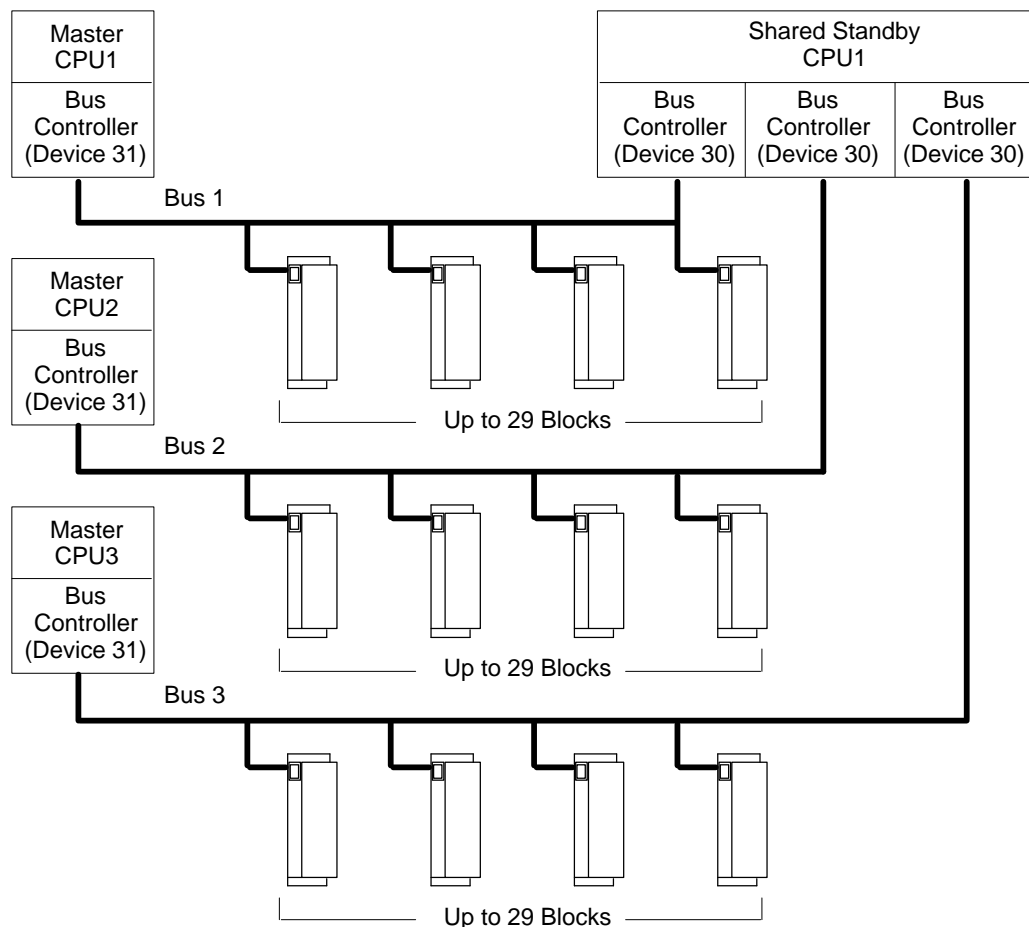 Master
CPU1
Bus
Controller
(Device 31)
Shared Standby
CPU1
Bus
Controller
(Device 30)
Bus
Controller
(Device 30)
Bus
Controller
(Device 30)
Bus 1
Up to 29 Blocks
Master
CPU2
Bus
Controller
(Device 31)
Bus 2
Up to 29 Blocks
Master
CPU3
Bus
Controller
(Device 31)
Bus 3
Up to 29 Blocks